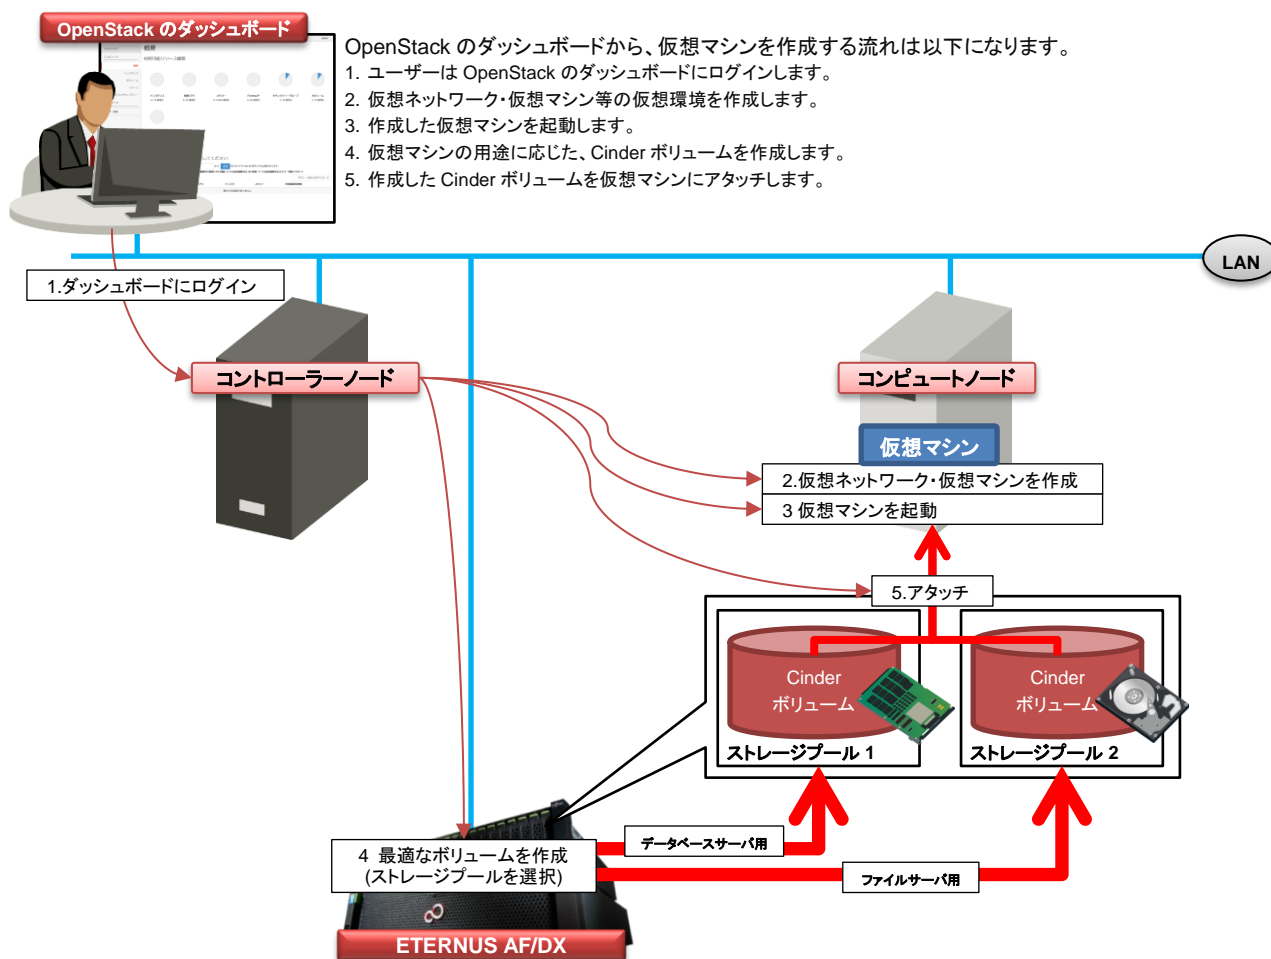 OpenStack のダッシュボード
概要
OpenStack のダッシュボードから、仮想マシンを作成する流れは以下になります。
1. ユーザーは OpenStack のダッシュボードにログインします。
2. 仮想ネットワーク・仮想マシン等の仮想環境を作成します。
3. 作成した仮想マシンを起動します。
4. 仮想マシンの用途に応じた、Cinder ボリュームを作成します。
5. 作成した Cinder ボリュームを仮想マシンにアタッチします。
LAN
1.ダッシュボードにログイン
コントローラーノード
コンピュートノード
仮想マシン
2.仮想ネットワーク・仮想マシンを作成
3 仮想マシンを起動
5.アタッチ
Cinder
ボリューム
Cinder
ボリューム
ストレージプール 1
ストレージプール 2
4 最適なボリュームを作成
(ストレージプールを選択)
データベースサーバ用
ファイルサーバ用
ETERNUS AF/DX